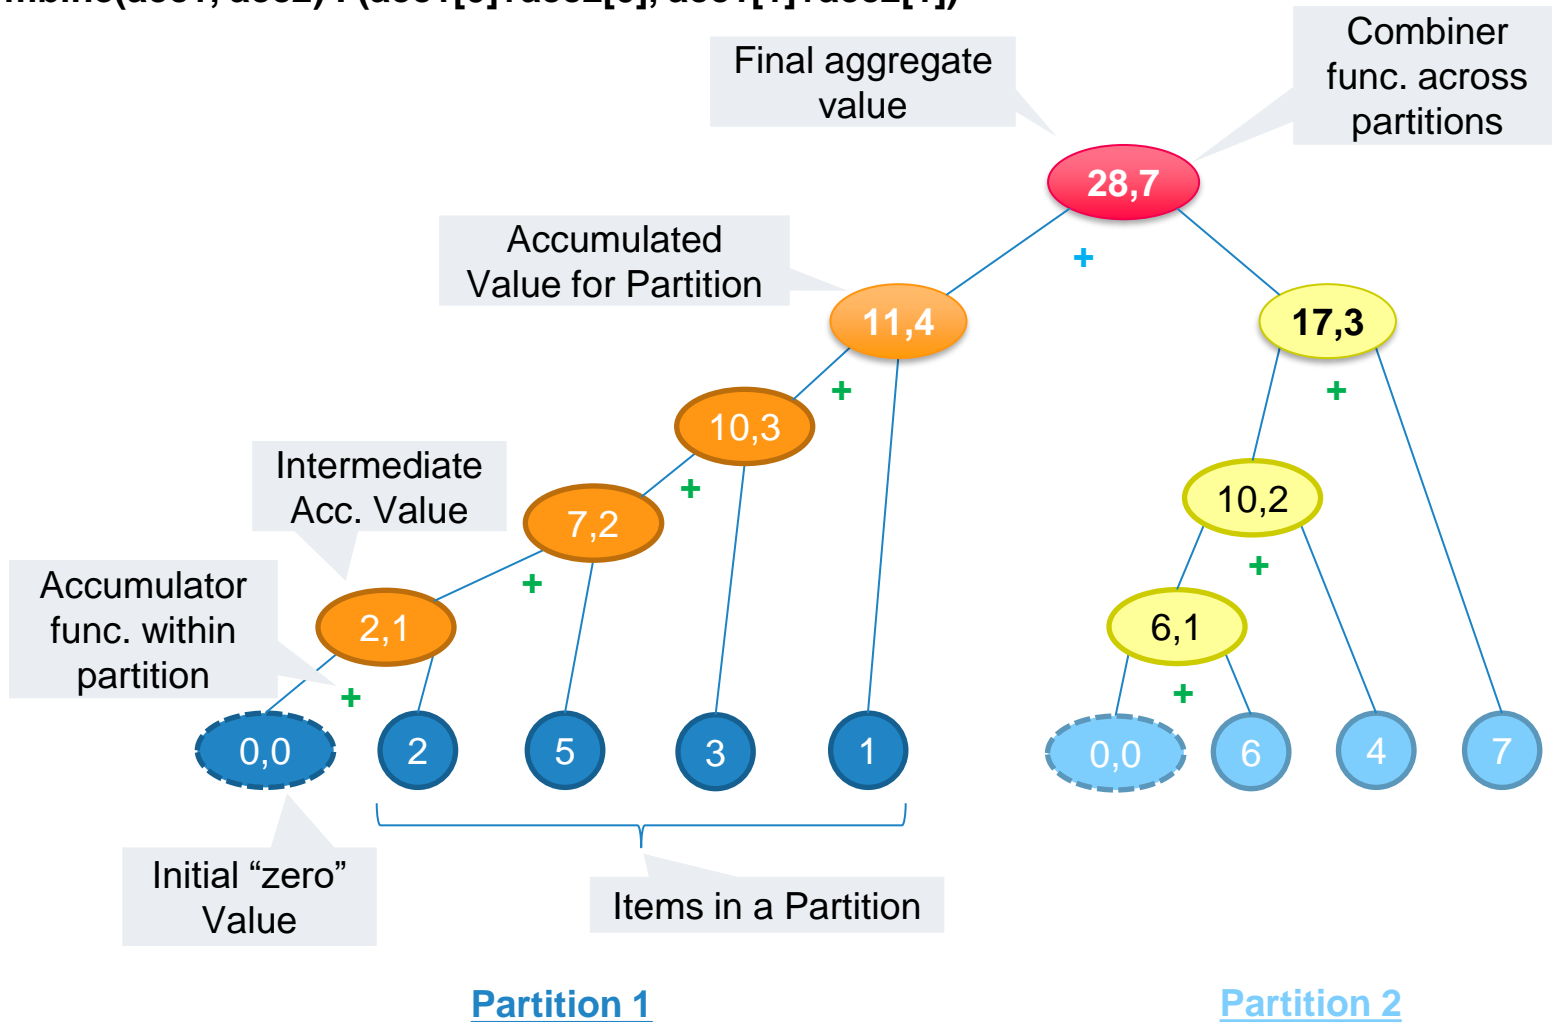 Final aggregate
value
Combiner
func. across
partitions
28,7
Accumulated
Value for Partition
+
11,4
17,3
+
+
10,3
Intermediate
Acc. Value
+
10,2
7,2
Accumulator
func. within
partition
+
+
2,1
6,1
+
+
0,0
2
5
3
1
0,0
6
4
7
Initial “zero”
Value
Items in a Partition
Partition 1
Partition 2